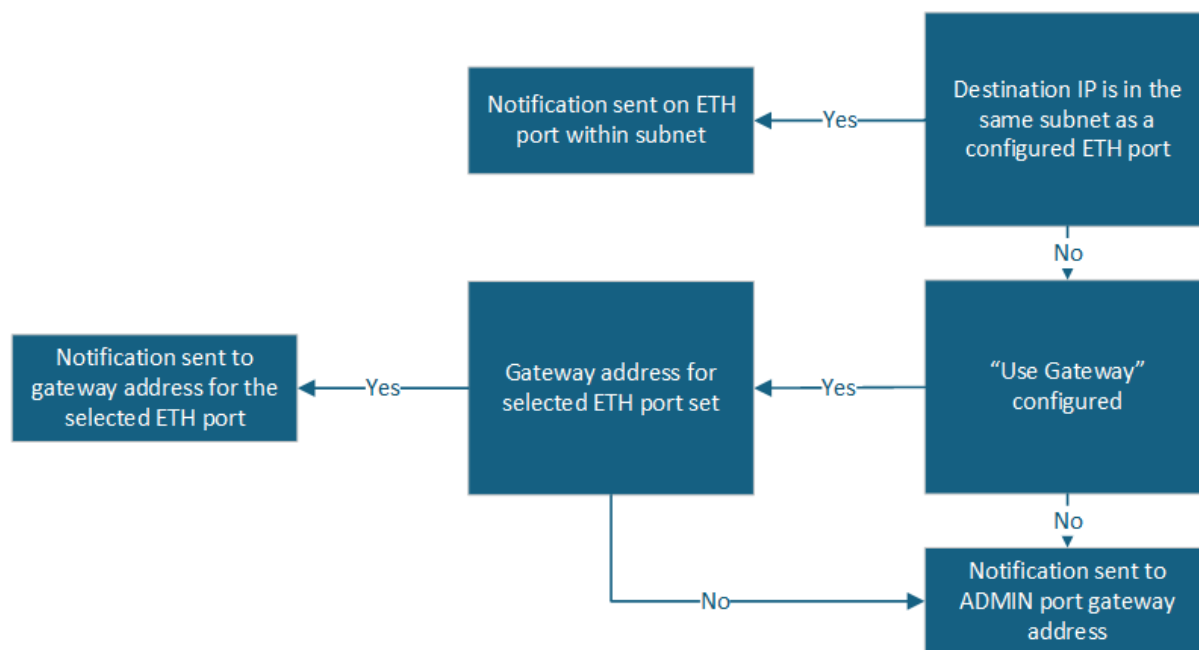 Destination IP is in the
same subnet as a
configured ETH port
Yes
Notification sent on ETH
port within subnet
No
“Use Gateway”
configured
Yes
Gateway address for
selected ETH port set
Yes
Notification sent to
gateway address for the
selected ETH port
No
No
Notification sent to
ADMIN port gateway
address